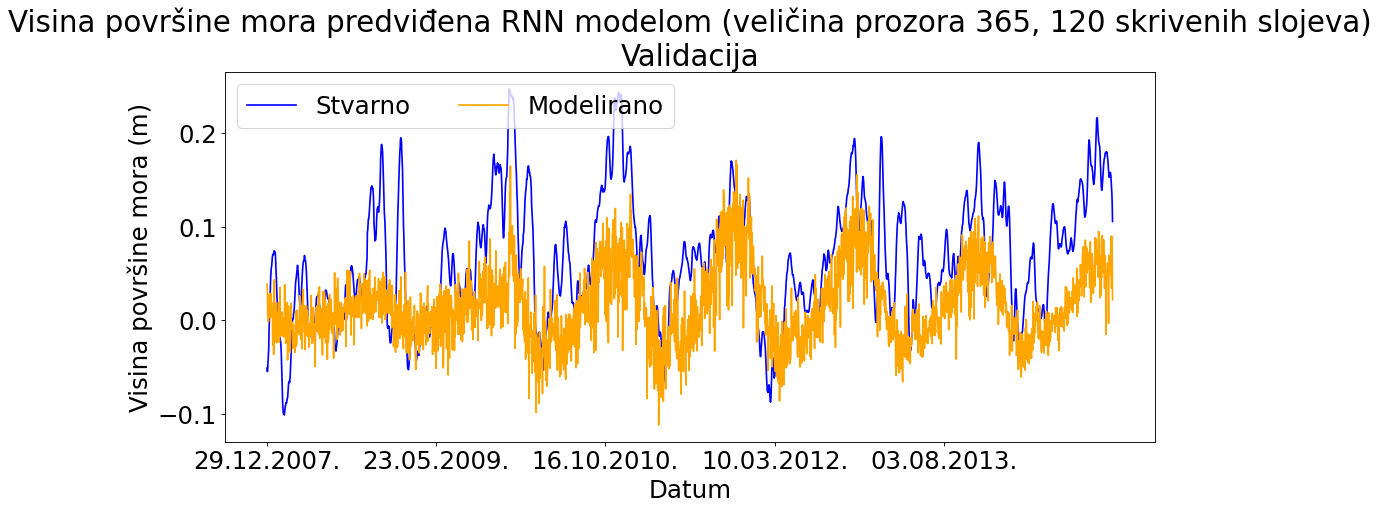 Visina površine mora predviđena RNN modelom (veličina prozora 365, 120 skrivenih slojeva)
Validacija
Stvarno
Modelirano
Visina površine mora (m)
0.2
0.1
0.0
−0.1
29.12.2007.
23.05.2009.
16.10.2010.
10.03.2012.
03.08.2013.
Datum